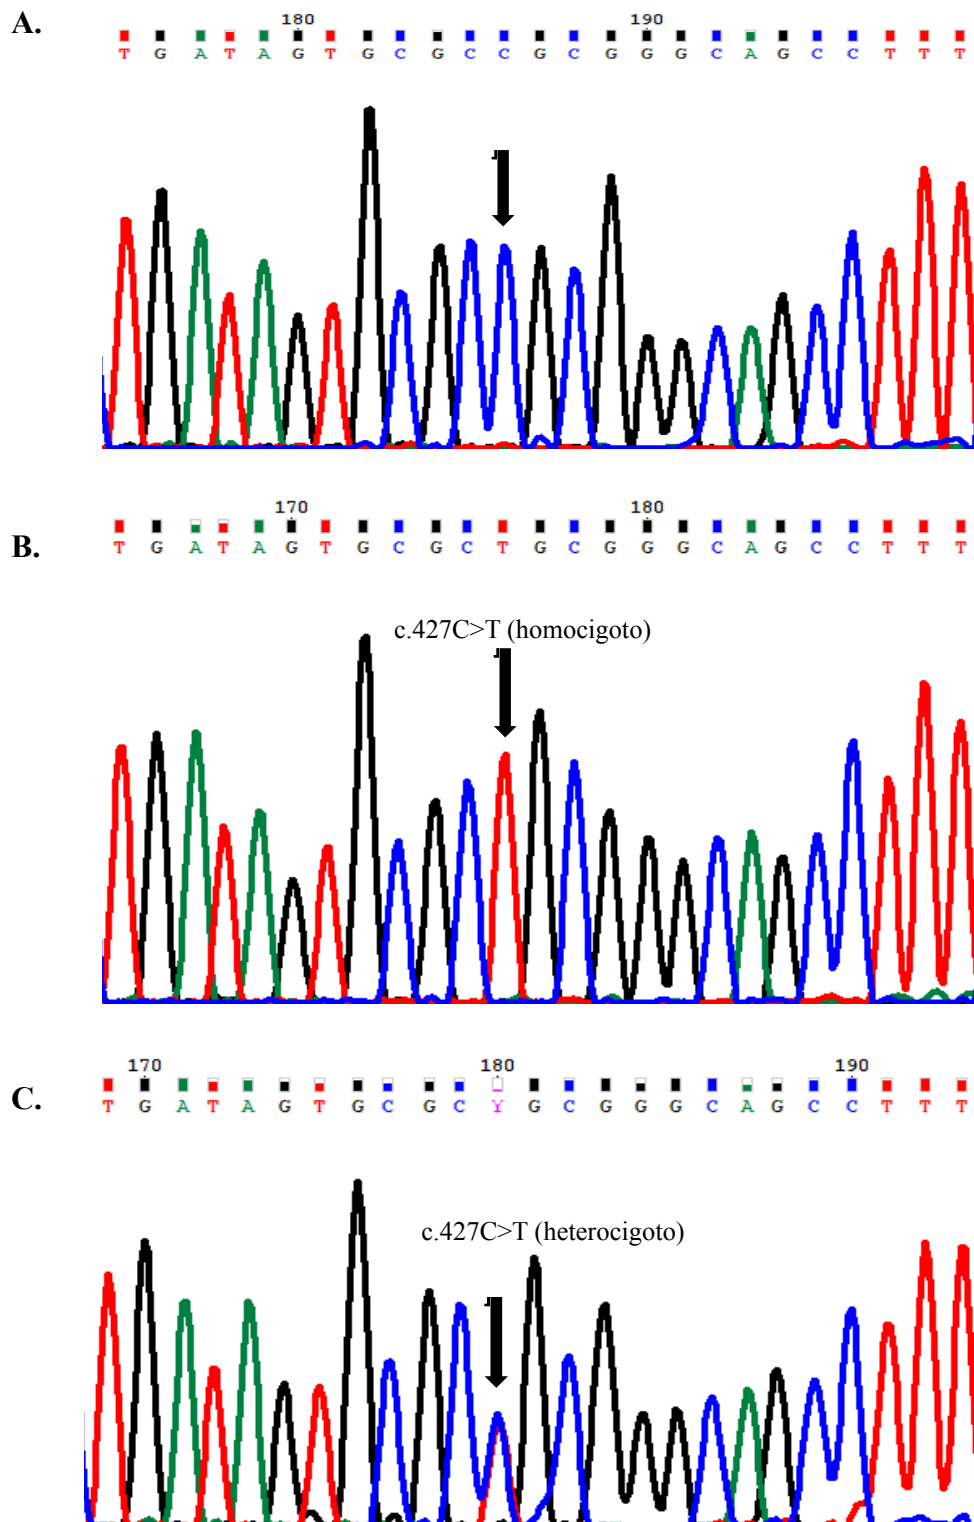 A.
180 190
T G A T A G T G C G C C G C G G G C A G C C T T T
170 180
B.
T G A T A G T G C G C T G C G G G C A G C C T T T
c.427C>T (homocigoto)
170 180 190
C.
T G A T A G T G C G C Y G C G G G C A G C C T T T
c.427C>T (heterocigoto)